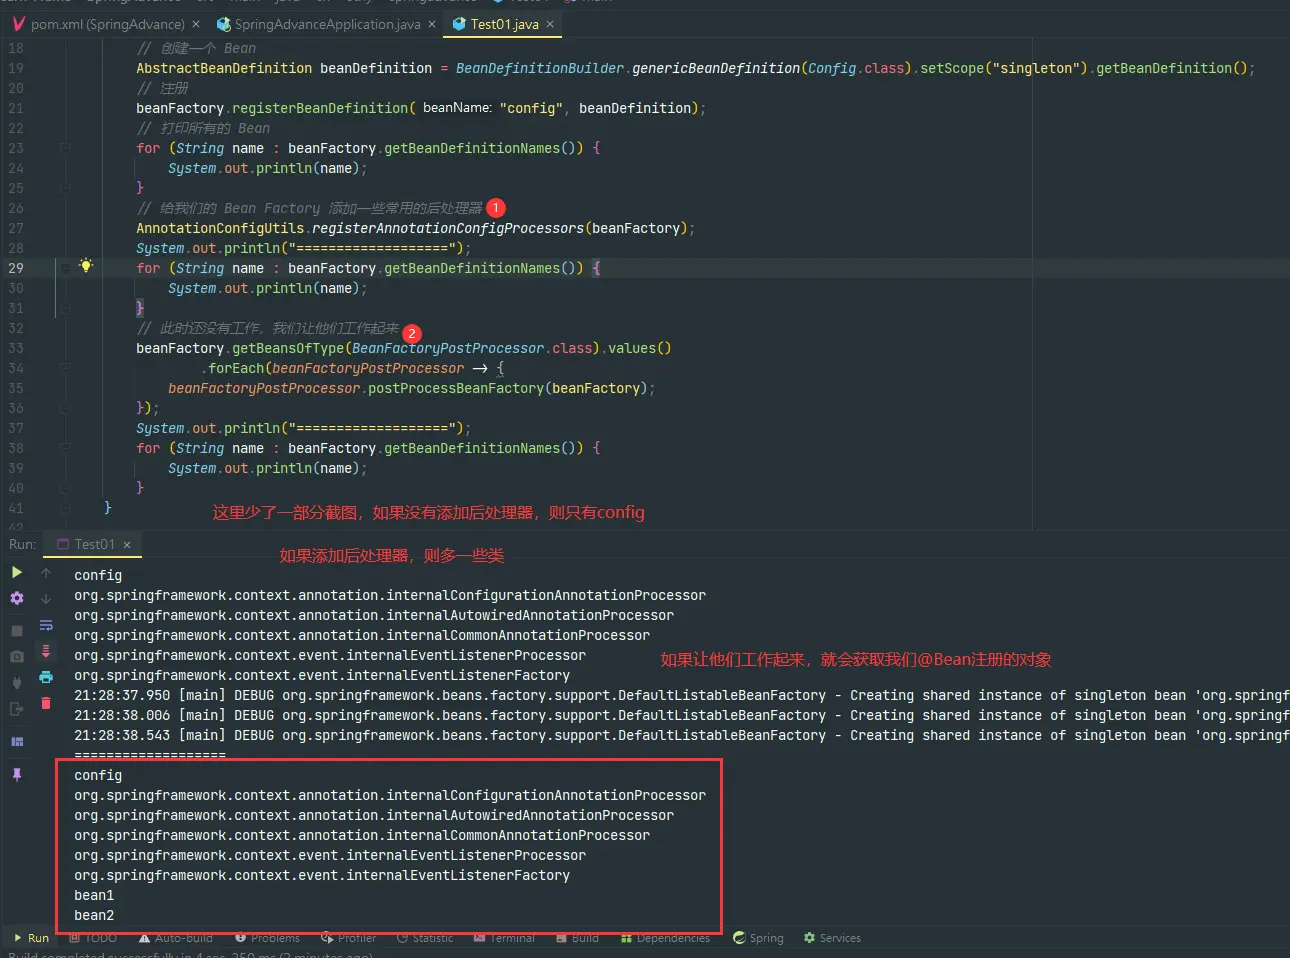 pom.xml (SpringAdvance) × SpringAdvanceApplication.java × Test01.java ×
18 // 创建一个 Bean
19 AbstractBeanDefinition beanDefinition = BeanDefinitionBuilder.genericBeanDefinition(Config.class).setScope("singleton").getBeanDefinition();
20 // 注册
21 beanFactory.registerBeanDefinition( beanName: "config", beanDefinition);
22 // 打印所有的 Bean
23 for (String name : beanFactory.getBeanDefinitionNames()) {
24 System.out.println(name);
25 }
26 // 给我们的 Bean Factory 添加一些常用的后处理器 1
27 AnnotationConfigUtils.registerAnnotationConfigProcessors(beanFactory);
28 System.out.println("===================");
29 for (String name : beanFactory.getBeanDefinitionNames()) {
30 System.out.println(name);
31 }
32 // 此时还没有工作，我们让他们工作起来 2
33 beanFactory.getBeansOfType(BeanFactoryPostProcessor.class).values()
34 .forEach(beanFactoryPostProcessor -> {
35 beanFactoryPostProcessor.postProcessBeanFactory(beanFactory);
36 });
37 System.out.println("===================");
38 for (String name : beanFactory.getBeanDefinitionNames()) {
39 System.out.println(name);
40 }
41 }
42
这里少了一部分截图，如果没有添加后处理器，则只有config
Run: Test01 ×
如果添加后处理器，则多一些类
config
org.springframework.context.annotation.internalConfigurationAnnotationProcessor
org.springframework.context.annotation.internalAutowiredAnnotationProcessor
org.springframework.context.annotation.internalCommonAnnotationProcessor
org.springframework.context.event.internalEventListenerProcessor
如果让他们工作起来，就会获取我们@Bean注册的对象
org.springframework.context.event.internalEventListenerFactory
21:28:37.950 [main] DEBUG org.springframework.beans.factory.support.DefaultListableBeanFactory - Creating shared instance of singleton bean 'org.springf
21:28:38.006 [main] DEBUG org.springframework.beans.factory.support.DefaultListableBeanFactory - Creating shared instance of singleton bean 'org.springf
21:28:38.543 [main] DEBUG org.springframework.beans.factory.support.DefaultListableBeanFactory - Creating shared instance of singleton bean 'org.springf
===================
config
org.springframework.context.annotation.internalConfigurationAnnotationProcessor
org.springframework.context.annotation.internalAutowiredAnnotationProcessor
org.springframework.context.annotation.internalCommonAnnotationProcessor
org.springframework.context.event.internalEventListenerProcessor
org.springframework.context.event.internalEventListenerFactory
bean1
bean2
Run TODO Auto-build Problems Profiler Statistic Terminal Build Dependencies Spring Services